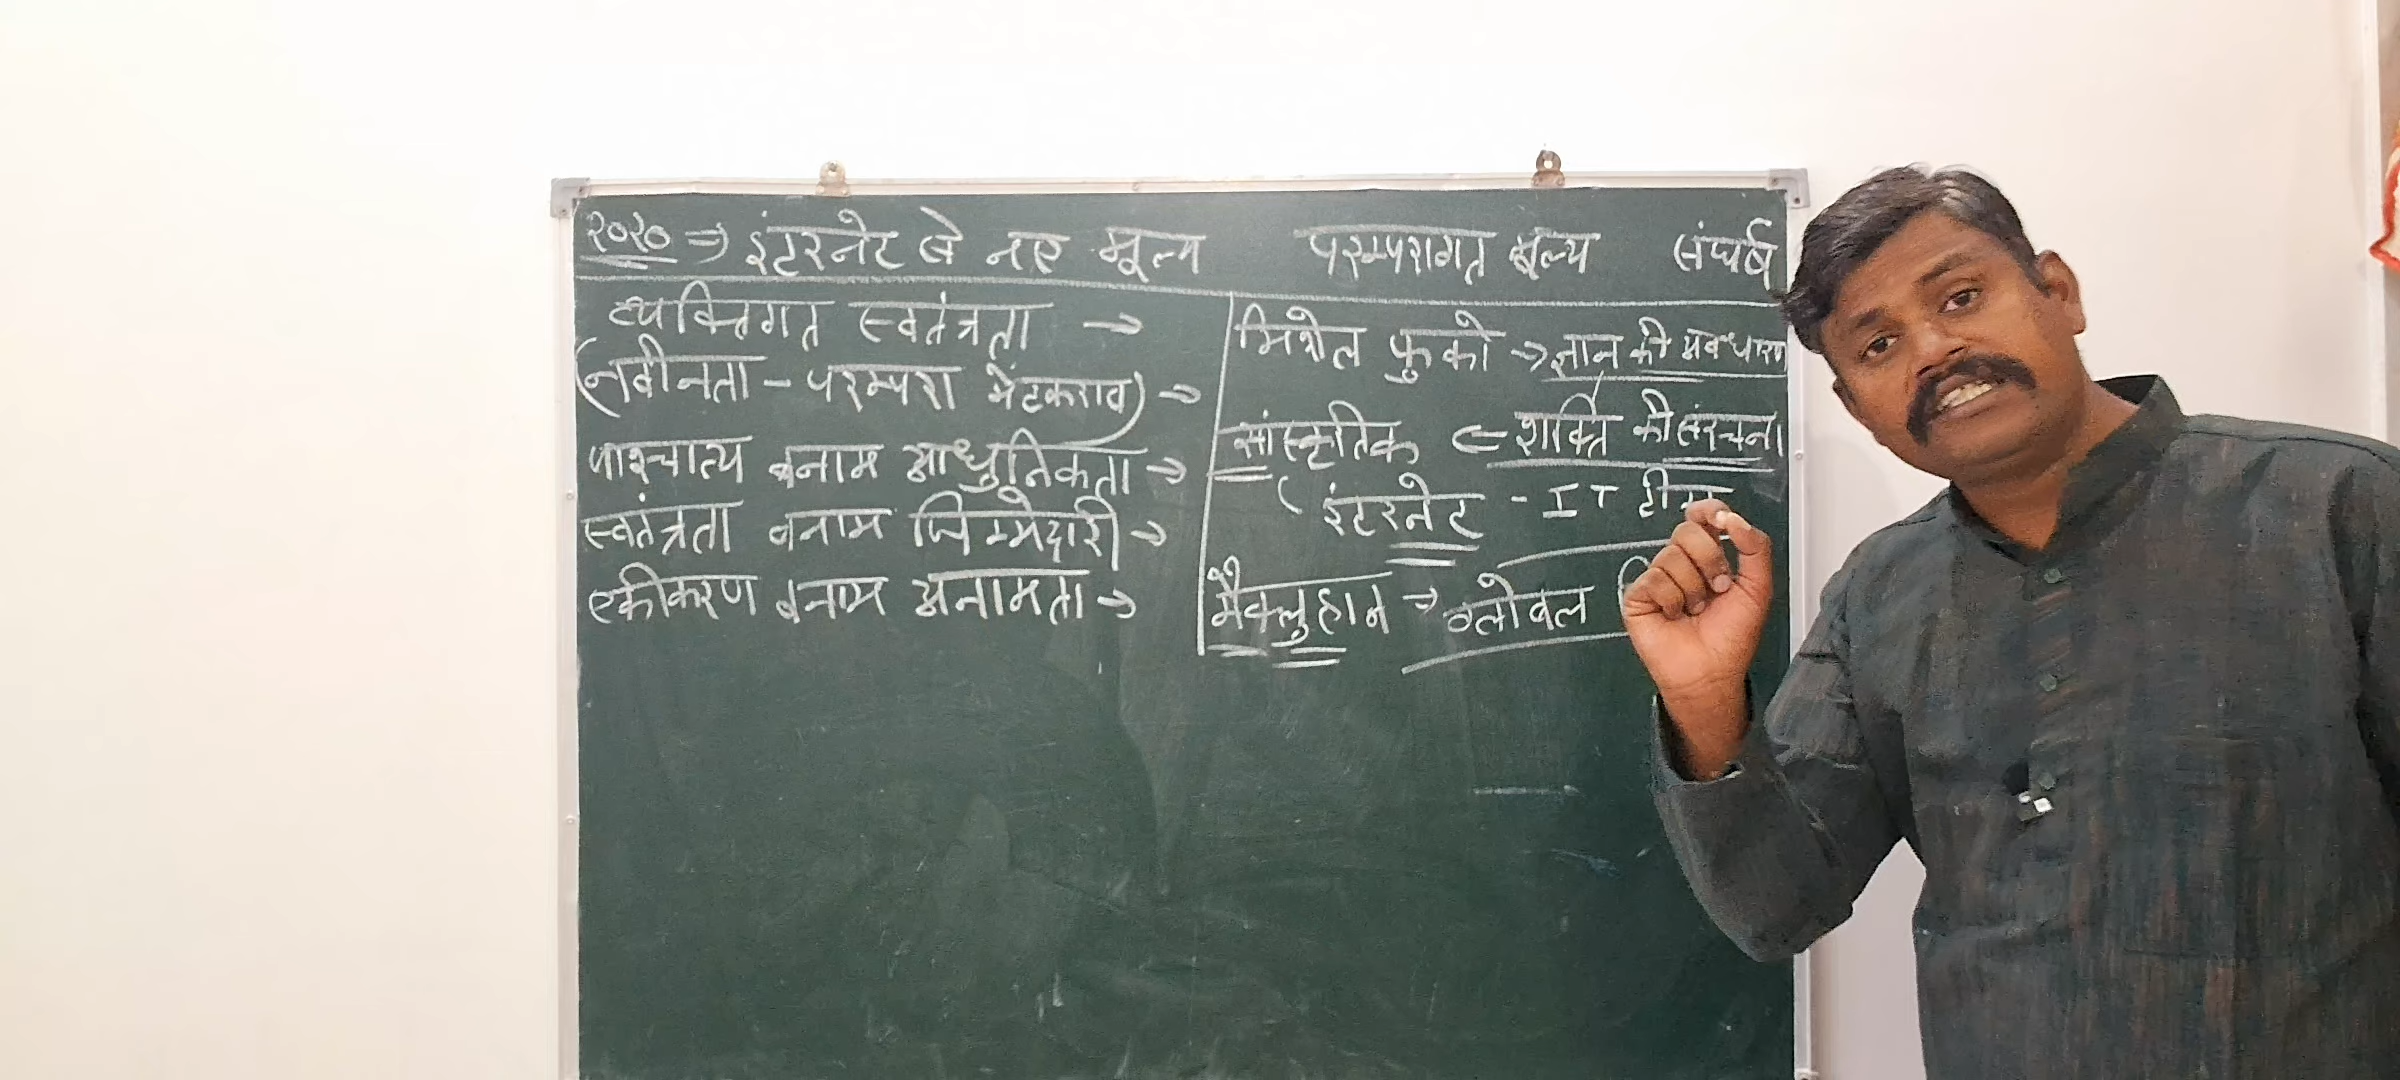 २०२० ⇒ इंटरनेट ने नए मूल्य परम्परागत मूल्य संघर्ष
व्यक्तिगत स्वतंत्रता →
(नवीनता - परम्परा में टकराव) →
पाश्चात्य बनाम आधुनिकता →
स्वतंत्रता बनाम जिम्मेदारी →
एकीकरण बनाम अनामता →
मिशेल फुको → ज्ञान की अवधारणा
सांस्कृतिक ⇐ शक्ति की संरचना
( इंटरनेट - IT
मैक्लुहान → ग्लोबल